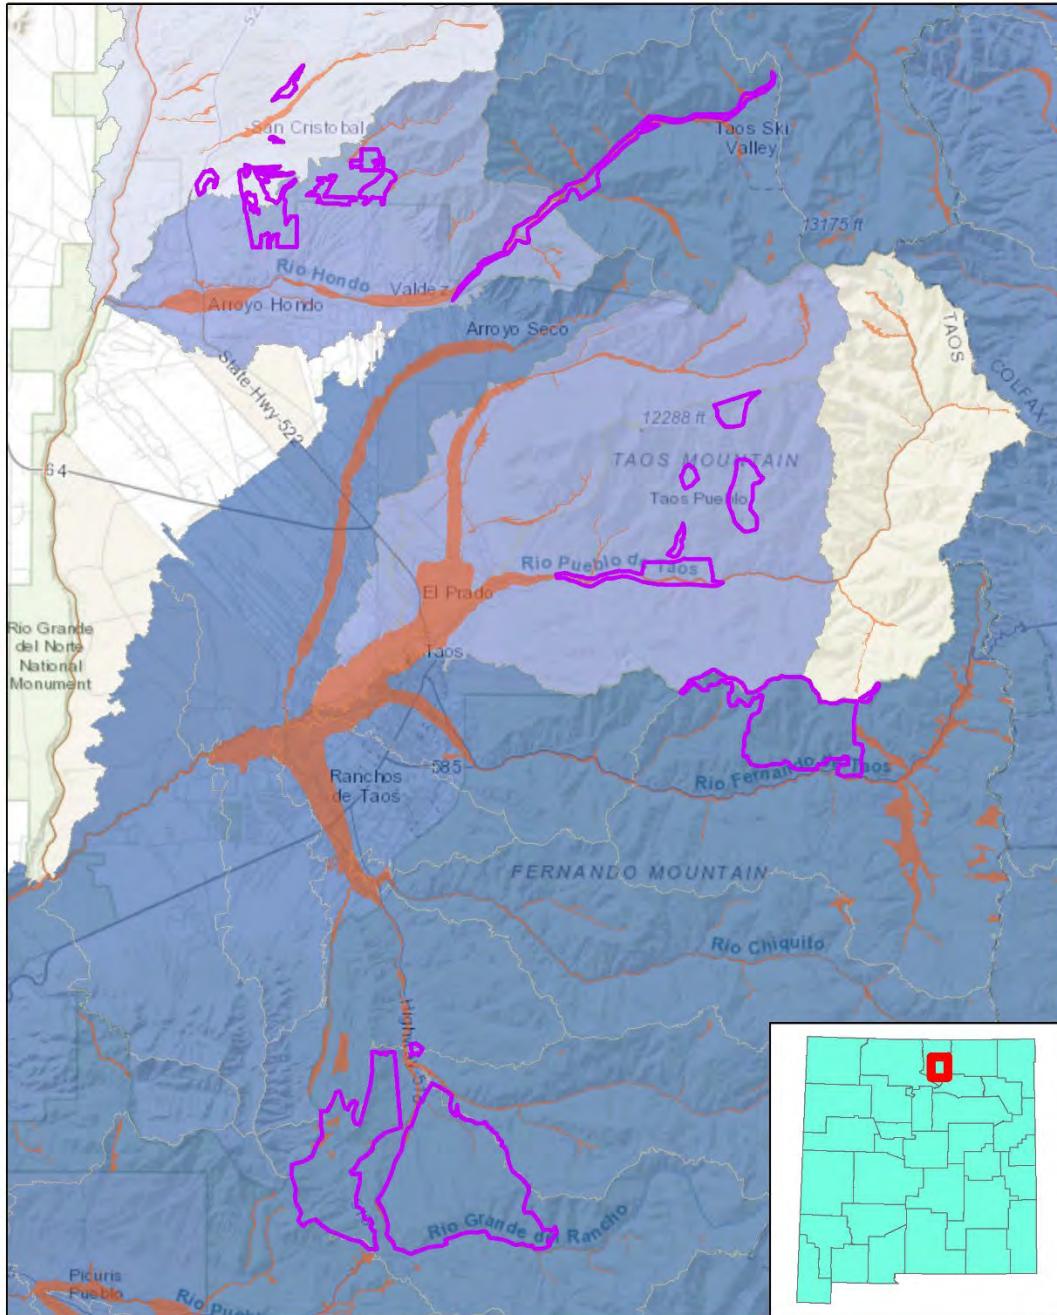 522
San Cristobal
Taos Ski
Valley
13175 ft
Rio Hondo
Valdez
Arroyo Hondo
Arroyo Seco
TAOS
COLFAX
State Hwy 522
12288 ft
64
TAOS MOUNTAIN
Taos Pueblo
Rio Pueblo de Taos
El Prado
Rio Grande
del Norte
National
Monument
Taos
585
Rio Fernando de Taos
Ranchos
de Taos
FERNANDO MOUNTAIN
Rio Chiquito
Highway 518
Rio Grande del Rancho
Picuris
Pueblo
Rio Pueblo